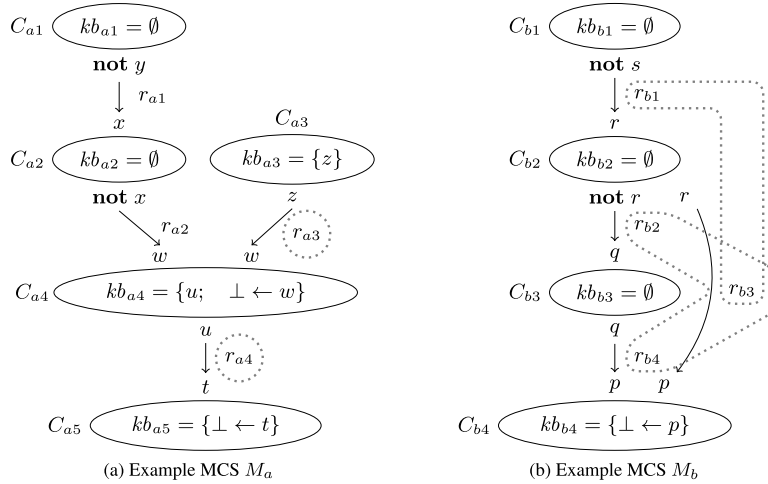 C_{a1} kb_{a1} = ∅
not y
r_{a1}
x
C_{a2} kb_{a2} = ∅
C_{a3}
kb_{a3} = {z}
not x
z
r_{a2}
r_{a3}
w w
C_{a4} kb_{a4} = {u; ⊥ ← w}
u
r_{a4}
t
C_{a5} kb_{a5} = {⊥ ← t}
(a) Example MCS M_a
C_{b1} kb_{b1} = ∅
not s
r_{b1}
r
C_{b2} kb_{b2} = ∅
not r r
r_{b2}
q
C_{b3} kb_{b3} = ∅
r_{b3}
q
r_{b4}
p p
C_{b4} kb_{b4} = {⊥ ← p}
(b) Example MCS M_b